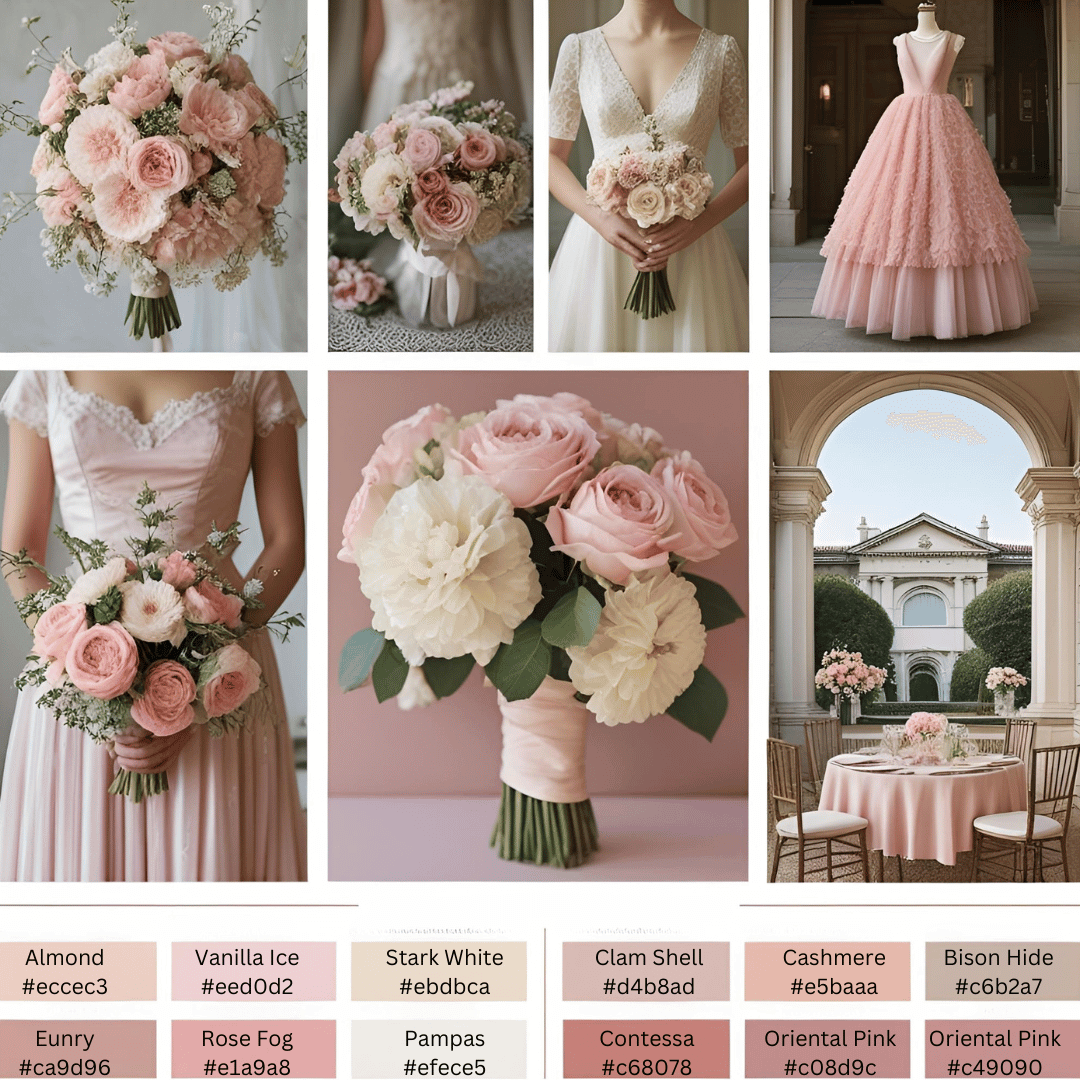 Almond
#eccec3
Vanilla Ice
#eed0d2
Stark White
#ebdbca
Clam Shell
#d4b8ad
Cashmere
#e5baaa
Bison Hide
#c6b2a7
Eunry
#ca9d96
Rose Fog
#e1a9a8
Pampas
#efece5
Contessa
#c68078
Oriental Pink
#c08d9c
Oriental Pink
#c49090